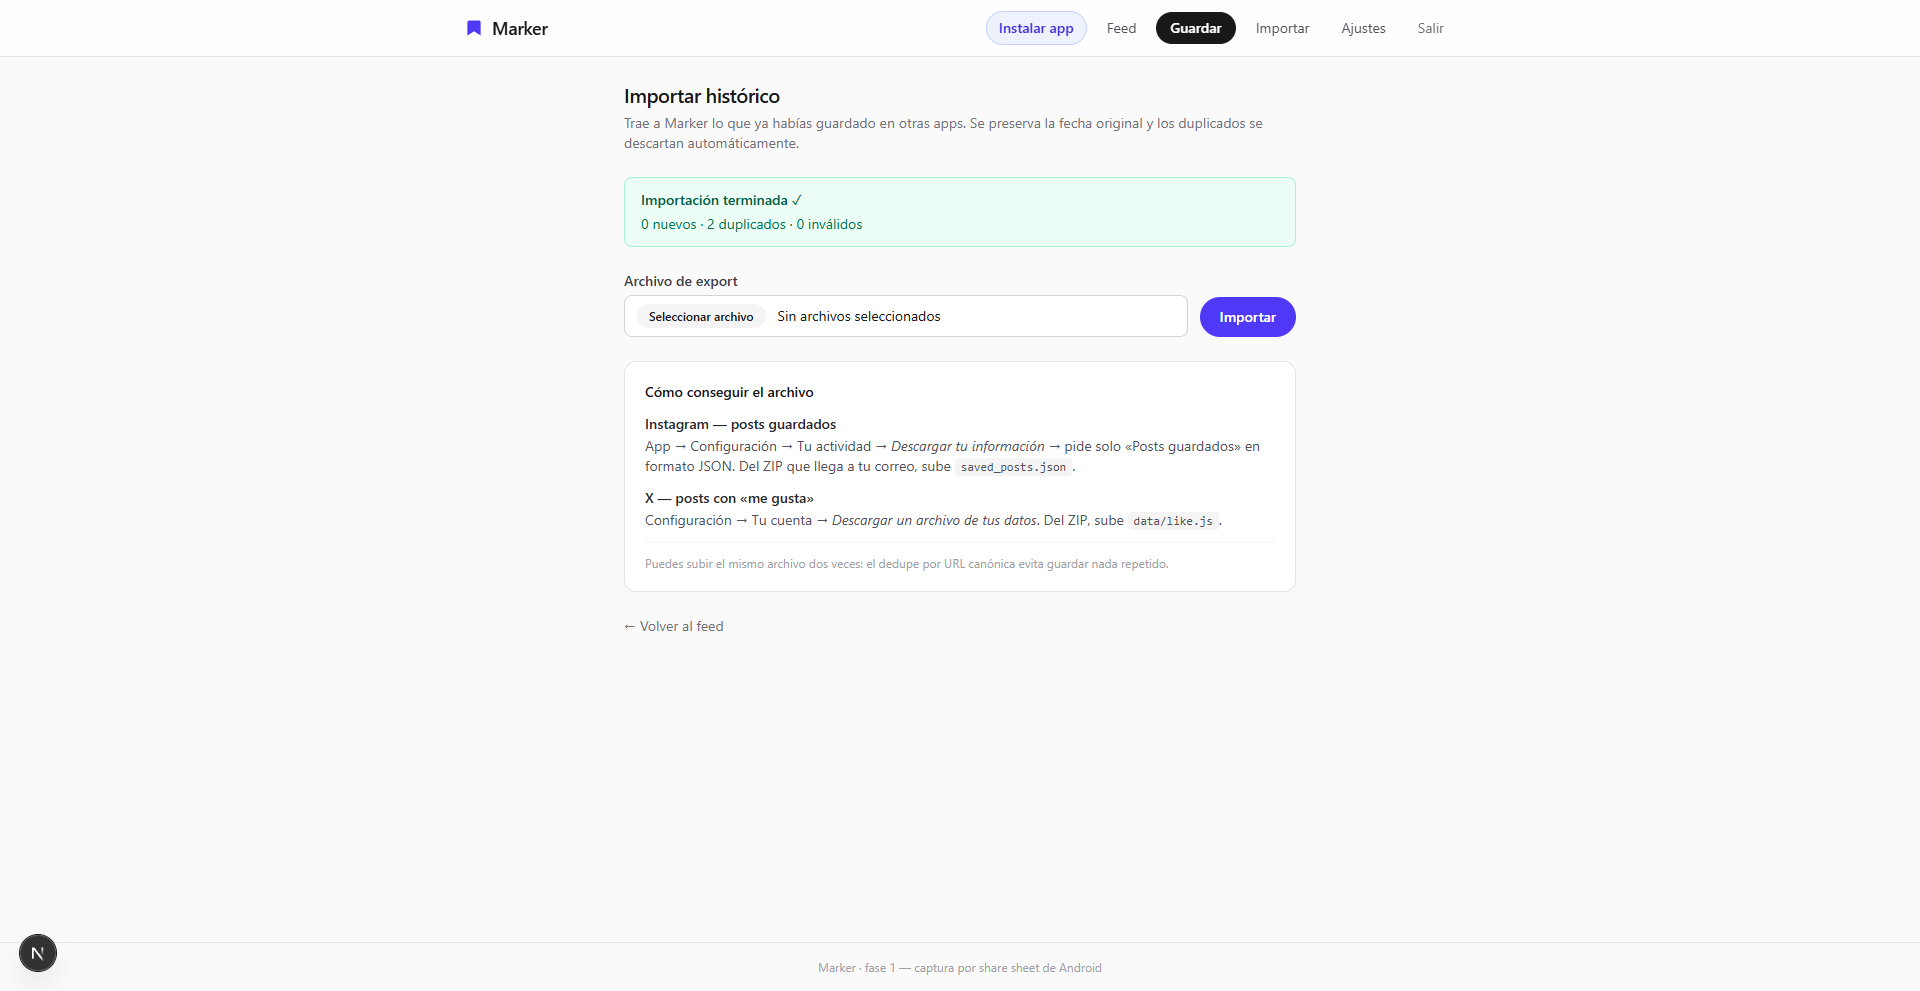 Marker
Instalar app
Feed
Guardar
Importar
Ajustes
Salir
Importar histórico
Trae a Marker lo que ya habías guardado en otras apps. Se preserva la fecha original y los duplicados se
descartan automáticamente.
Importación terminada ✓
0 nuevos · 2 duplicados · 0 inválidos
Archivo de export
Seleccionar archivo
Sin archivos seleccionados
Importar
Cómo conseguir el archivo
Instagram — posts guardados
App → Configuración → Tu actividad → Descargar tu información → pide solo «Posts guardados» en
formato JSON. Del ZIP que llega a tu correo, sube saved_posts.json .
X — posts con «me gusta»
Configuración → Tu cuenta → Descargar un archivo de tus datos. Del ZIP, sube data/like.js .
Puedes subir el mismo archivo dos veces: el dedupe por URL canónica evita guardar nada repetido.
← Volver al feed
N
Marker · fase 1 — captura por share sheet de Android